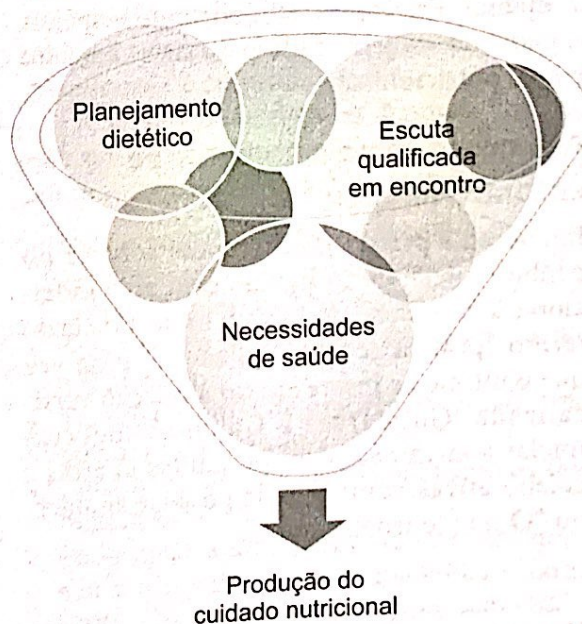 Planejamento
dietético
Escuta
qualificada
em encontro
Necessidades
de saúde
Produção do
cuidado nutricional